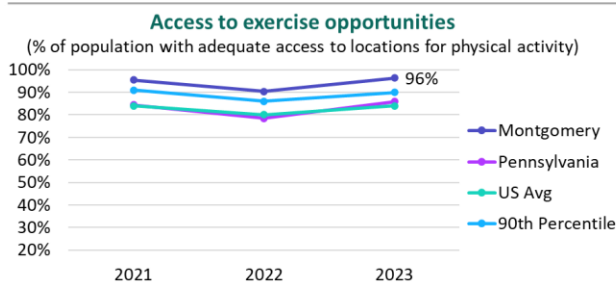 Access to exercise opportunities
(% of population with adequate access to locations for physical activity)
100%
90%
80%
70%
60%
50%
40%
30%
20%
96%
2021
2022
2023
Montgomery
Pennsylvania
US Avg
90th Percentile